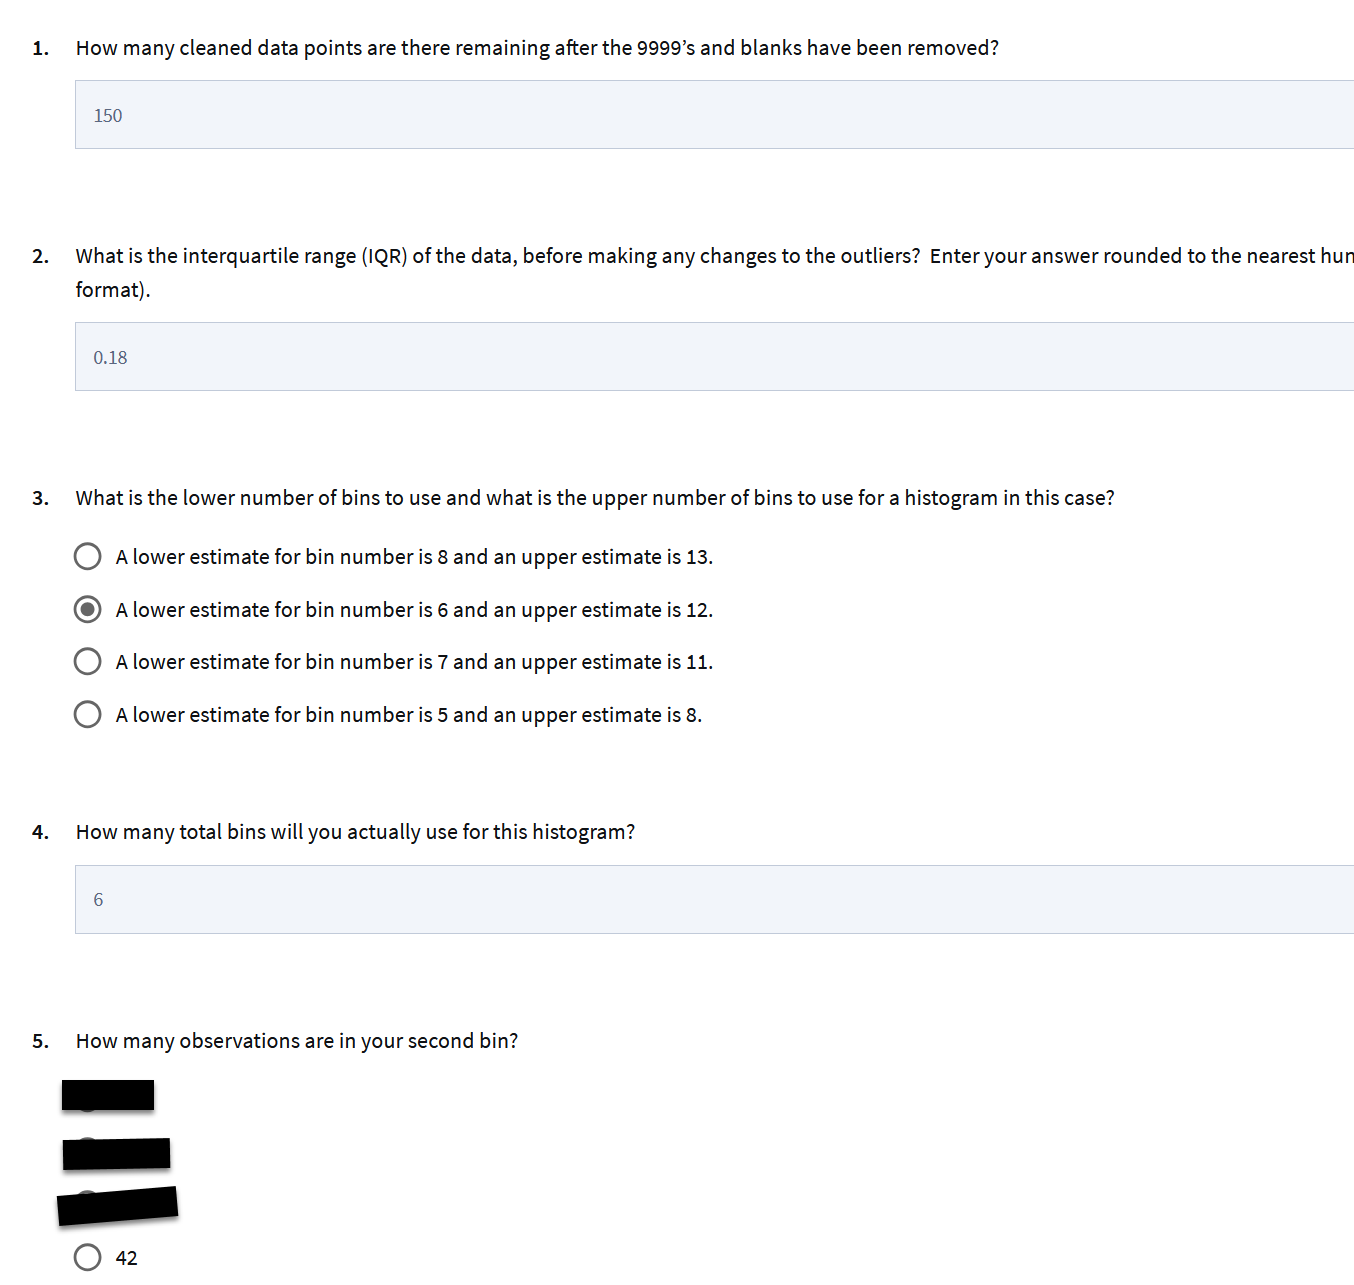 1. How many cleaned data points are there remaining after the 9999’s and blanks have been removed?
150
2. What is the interquartile range (IQR) of the data, before making any changes to the outliers?  Enter your answer rounded to the nearest
format).
0.18
3. What is the lower number of bins to use and what is the upper number of bins to use for a histogram in this case?
A lower estimate for bin number is 8 and an upper estimate is 13.
A lower estimate for bin number is 6 and an upper estimate is 12.
A lower estimate for bin number is 7 and an upper estimate is 11.
A lower estimate for bin number is 5 and an upper estimate is 8.
4. How many total bins will you actually use for this histogram?
6
5. How many observations are in your second bin?
42